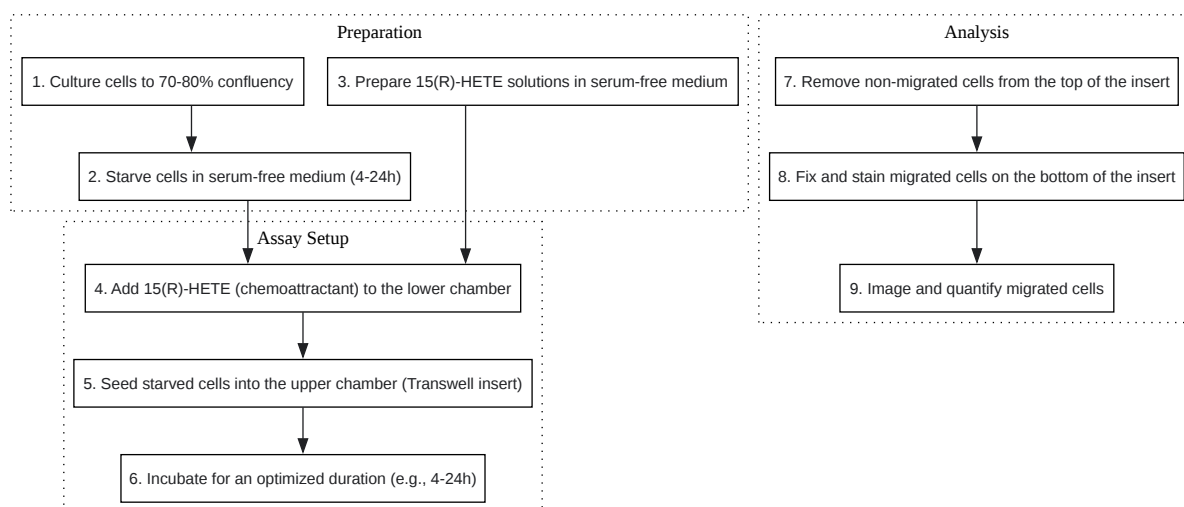 Preparation
1. Culture cells to 70-80% confluency
3. Prepare 15(R)-HETE solutions in serum-free medium
2. Starve cells in serum-free medium (4-24h)
Assay Setup
4. Add 15(R)-HETE (chemoattractant) to the lower chamber
5. Seed starved cells into the upper chamber (Transwell insert)
6. Incubate for an optimized duration (e.g., 4-24h)
Analysis
7. Remove non-migrated cells from the top of the insert
8. Fix and stain migrated cells on the bottom of the insert
9. Image and quantify migrated cells